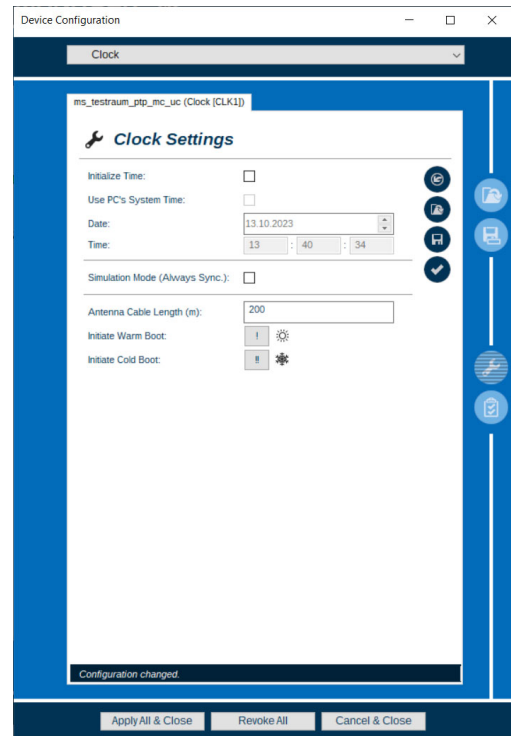 Device Configuration
Clock
ms_testraum_ptp_mc_uc (Clock [CLK1])
Clock Settings
Initialize Time:
Use PC's System Time:
Date: 13.10.2023
Time: 13 : 40 : 34
Simulation Mode (Always Sync.):
Antenna Cable Length (m): 200
Initiate Warm Boot: !
Initiate Cold Boot: !!
Configuration changed.
Apply All & Close Revoke All Cancel & Close